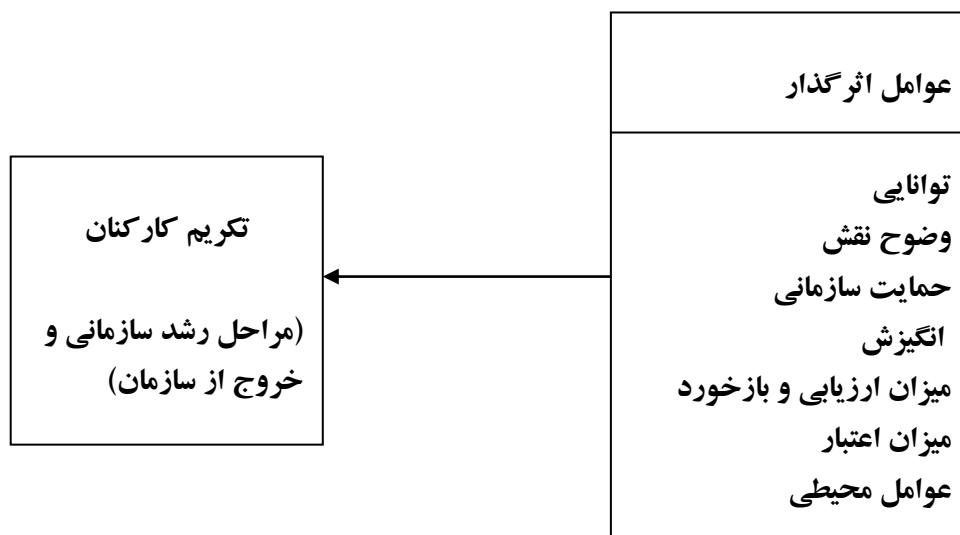 عوامل اثرگذار
توانایی
وضوح نقش
حمایت سازمانی
انگیزش
میزان ارزیابی و بازخورد
میزان اعتبار
عوامل محیطی
تکریم کارکنان
(مراحل رشد سازمانی و
خروج از سازمان)